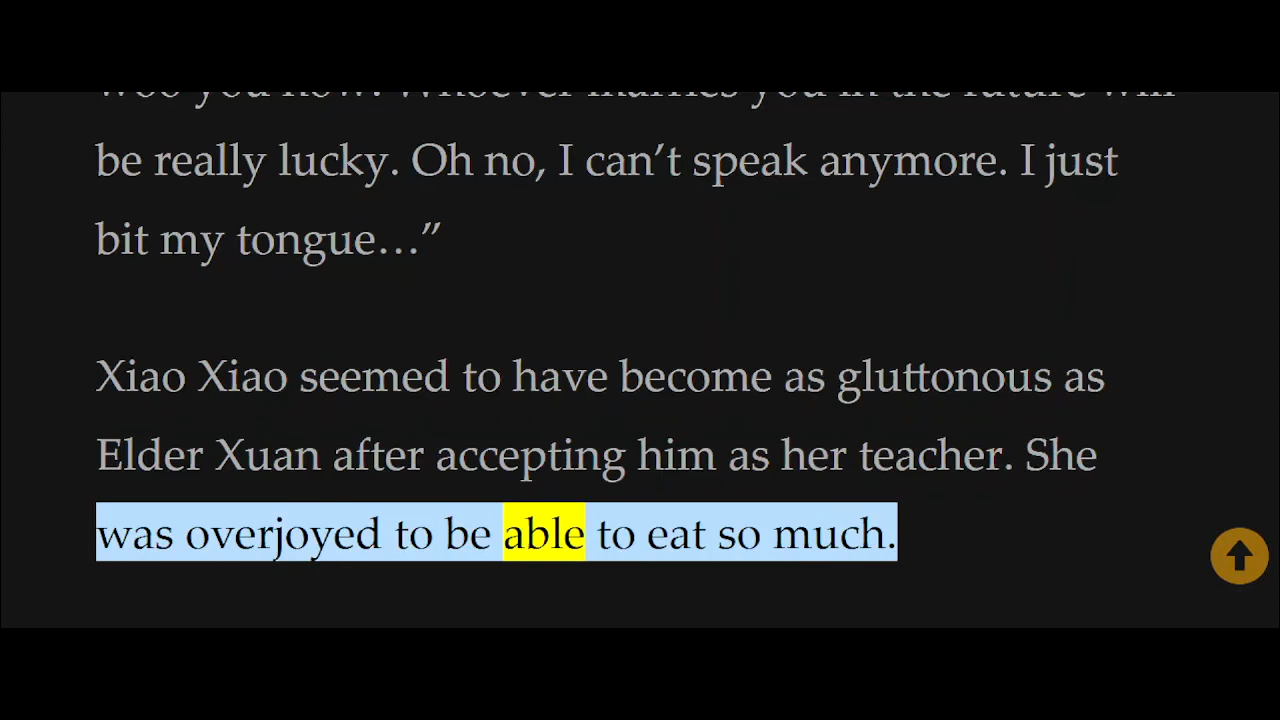 be really lucky. Oh no, I can’t speak anymore. I just
bit my tongue…”
Xiao Xiao seemed to have become as gluttonous as
Elder Xuan after accepting him as her teacher. She
was overjoyed to be able to eat so much.